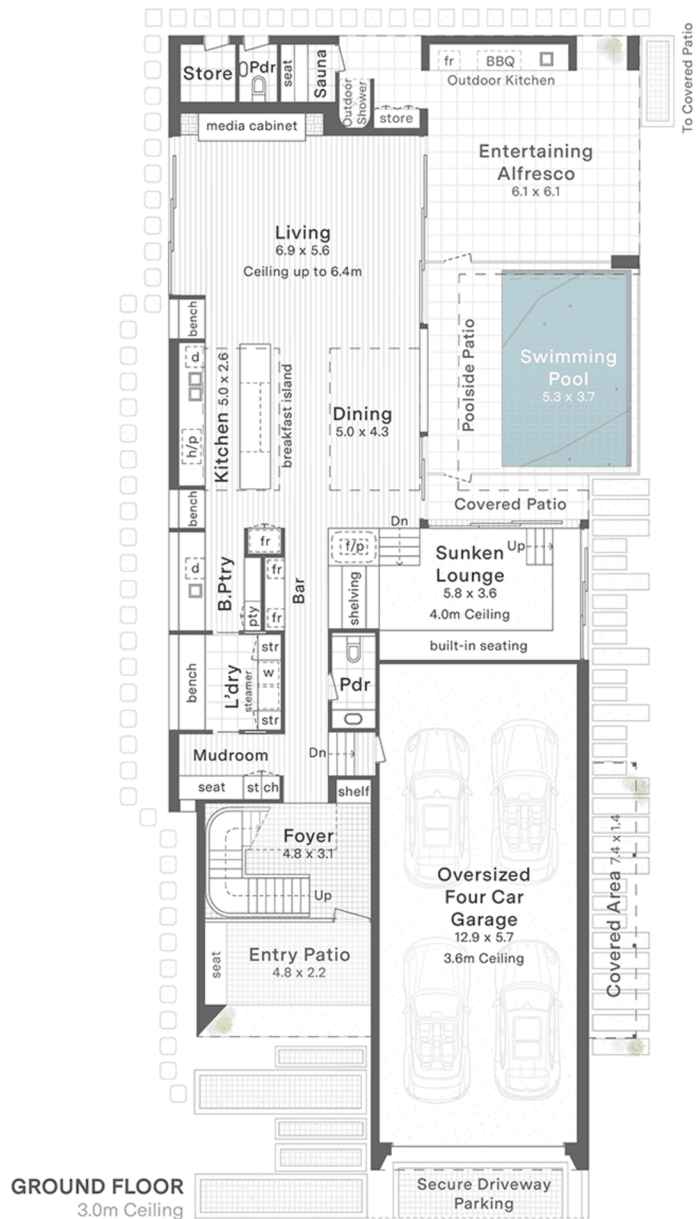 Store
Pdr
seat
Sauna
fr
BBQ
Outdoor Kitchen
To Covered Patio
media cabinet
Outdoor
Shower
store
Entertaining
Alfresco
6.1 x 6.1
Living
6.9 x 5.6
Ceiling up to 6.4m
bench
d
h/p
Kitchen 5.0 x 2.6
breakfast island
Dining
5.0 x 4.3
Poolside Patio
Swimming
Pool
5.3 x 3.7
bench
Covered Patio
fr
Dn
f/p
Sunken
Lounge
5.8 x 3.6
4.0m Ceiling
Up
d
B.Ptry
fr
pty
fr
Bar
shelving
built-in seating
bench
L'dry
steamer
str
w
str
Pdr
Mudroom
Dn
seat
st
ch
shelf
Foyer
4.8 x 3.1
Up
Oversized
Four Car
Garage
12.9 x 5.7
3.6m Ceiling
Covered Area 7.4 x 1.4
seat
Entry Patio
4.8 x 2.2
GROUND FLOOR
3.0m Ceiling
Secure Driveway
Parking